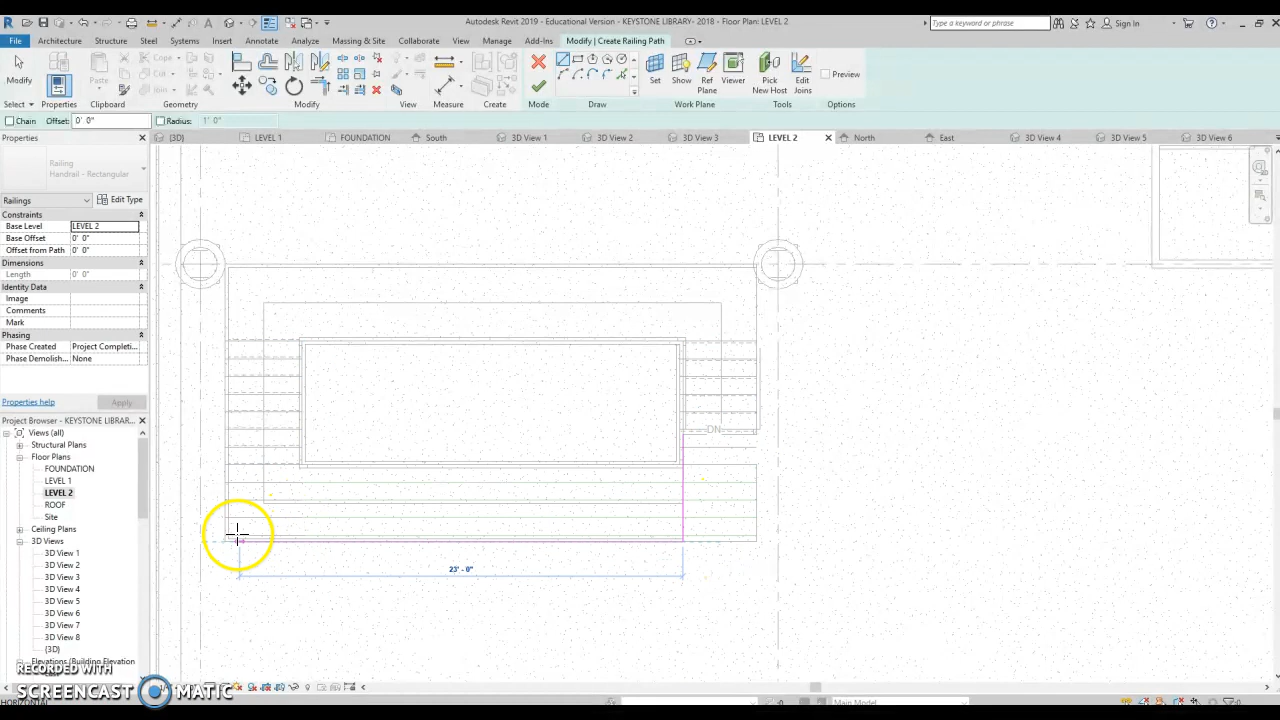 Autodesk Revit 2019 - Educational Version - KEYSTONE LIBRARY- 2018 - Floor Plan: LEVEL 2
Type a keyword or phrase
Sign In
File Architecture Structure Steel Systems Insert Annotate Analyze Massing & Site Collaborate View Manage Add-Ins Modify | Create Railing Path
Modify Properties Paste Cope Cut Join Set Show Ref Plane Viewer Pick New Host Edit Joins Preview
Select Properties Clipboard Geometry Modify View Measure Create Mode Draw Work Plane Tools Options
Chain Offset: 0' 0" Radius: 1' 0"
Properties
{3D} LEVEL 1 FOUNDATION South 3D View 1 3D View 2 3D View 3 LEVEL 2 North East 3D View 4 3D View 5 3D View 6
Railing
Handrail - Rectangular
Railings Edit Type
Constraints
Base Level LEVEL 2
Base Offset 0' 0"
Offset from Path 0' 0"
Dimensions
Length 0' 0"
Identity Data
Image
Comments
Mark
Phasing
Phase Created Project Completi...
Phase Demolish... None
Properties help Apply
Project Browser - KEYSTONE LIBRAR...
Views (all)
Structural Plans
Floor Plans
FOUNDATION
LEVEL 1
LEVEL 2
ROOF
Site
Ceiling Plans
3D Views
3D View 1
3D View 2
3D View 3
3D View 4
3D View 5
3D View 6
3D View 7
3D View 8
{3D}
Elevations (Building Elevation
DN
23' - 0"
RECORDED WITH
SCREENCAST MATIC
HORIZONTAL
:0
Main Model
:0